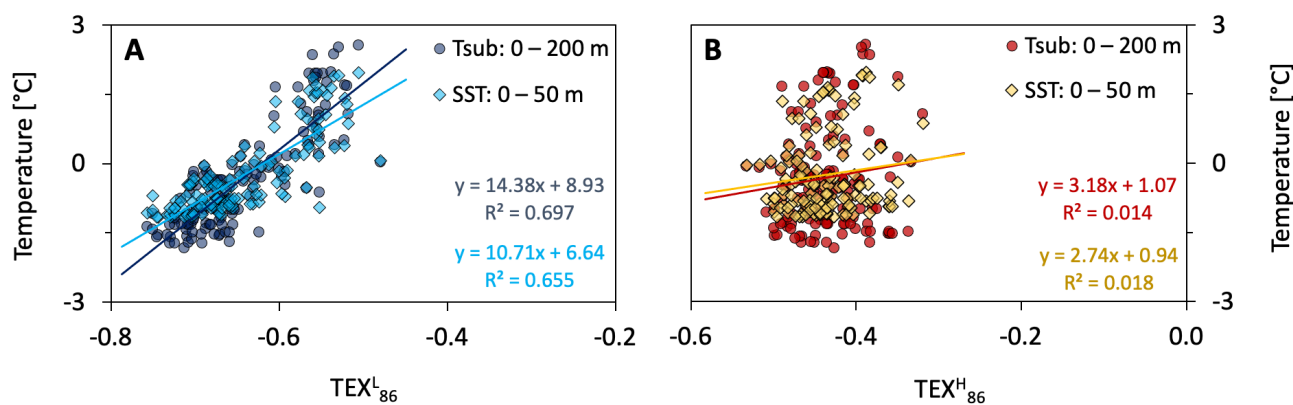 3
A
Tsub: 0 – 200 m
SST: 0 – 50 m
Temperature [°C]
0
y = 14.38x + 8.93
R² = 0.697
y = 10.71x + 6.64
R² = 0.655
-3
-0.8
-0.6
-0.4
-0.2
TEXᴸ₈₆
B
Tsub: 0 – 200 m
SST: 0 – 50 m
3
Temperature [°C]
0
y = 3.18x + 1.07
R² = 0.014
y = 2.74x + 0.94
R² = 0.018
-3
-0.6
-0.4
-0.2
0.0
TEXᴴ₈₆